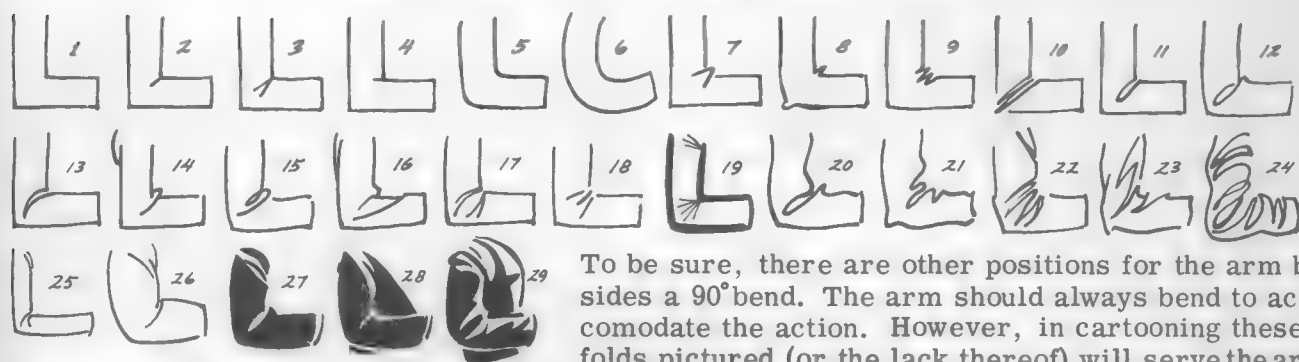 1 2 3 4 5 6 7 8 9 10 11 12
13 14 15 16 17 18 19 20 21 22 23 24
25 26 27 28 29
To be sure, there are other positions for the arm b
sides a 90° bend. The arm should always bend to ac
comodate the action. However, in cartooning these
folds pictured (or the lack thereof) will serve the ar